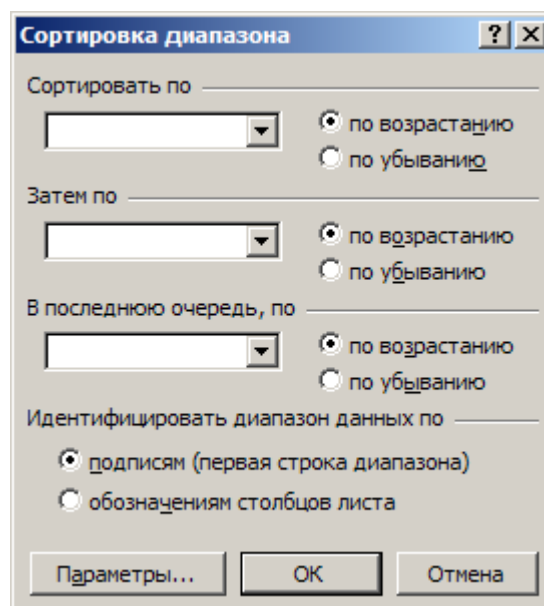 Сортировка диапазона
Сортировать по
по возрастанию
по убыванию
Затем по
по возрастанию
по убыванию
В последнюю очередь, по
по возрастанию
по убыванию
Идентифицировать диапазон данных по
подписям (первая строка диапазона)
обозначениям столбцов листа
Параметры... ОК Отмена